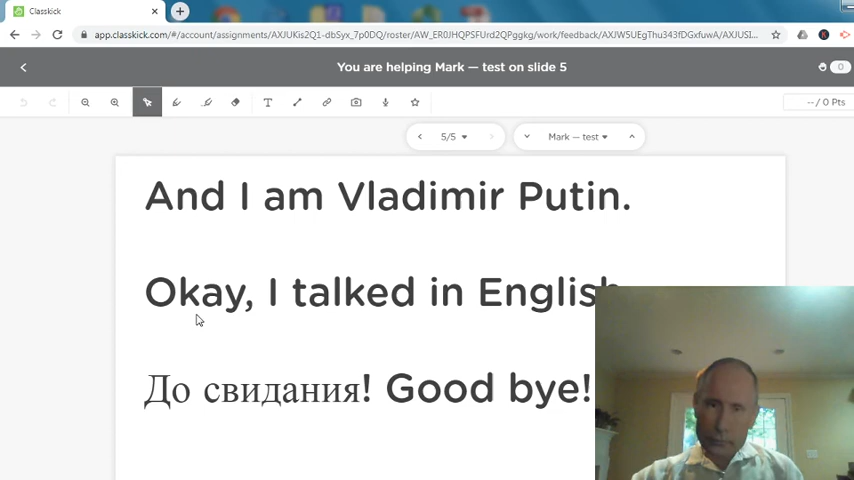 Classkick
app.classkick.com/#/account/assignments/AXJUKis2Q1-dbSyx_7p0DQ/roster/AW_ER0JHQPSFUrd2QPggkg/work/feedback/AXJW5UEgThu343fDGxfuwA/AXJUSI...
You are helping Mark — test on slide 5
0
-- / 0 Pts
5/5
Mark — test
And I am Vladimir Putin.
Okay, I talked in English
До свидания! Good bye!